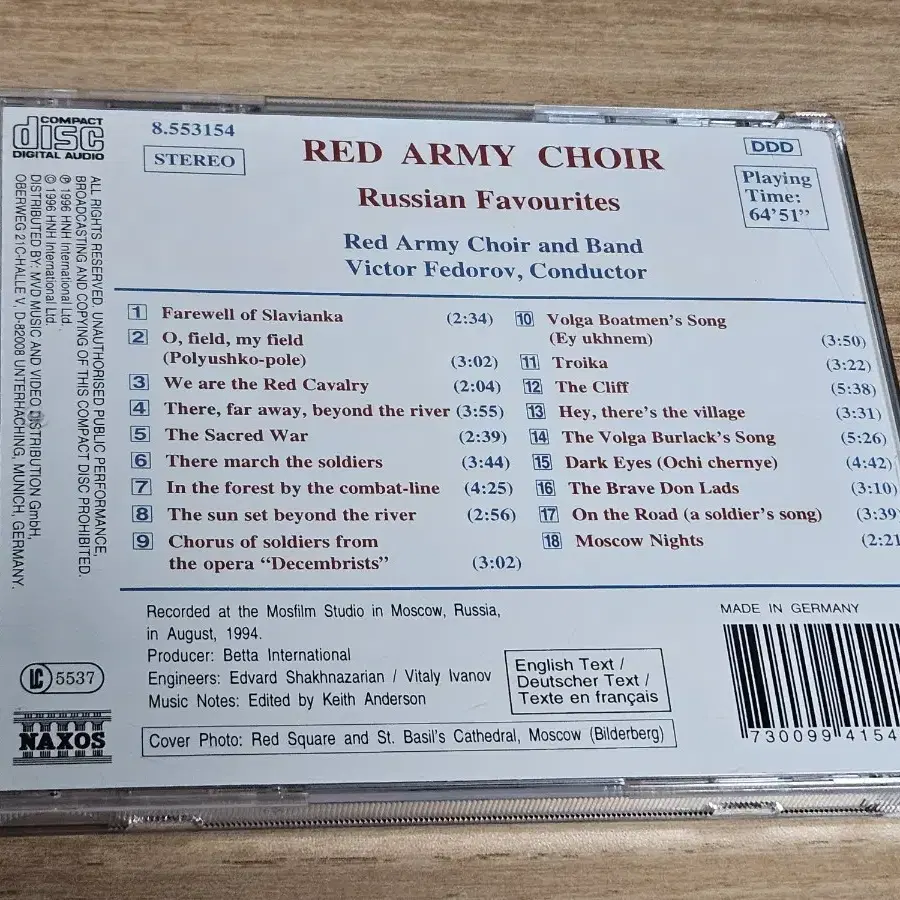 COMPACT
disc
DIGITAL AUDIO
8.553154
STEREO
RED ARMY CHOIR
Russian Favourites
Red Army Choir and Band
Victor Fedorov, Conductor
DDD
Playing
Time:
64'51"
ALL RIGHTS RESERVED. UNAUTHORISED PUBLIC PERFORMANCE,
BROADCASTING AND COPYING OF THIS COMPACT DISC PROHIBITED.
℗ 1996 HNH International Ltd.
© 1996 HNH International Ltd.
DISTRIBUTED BY: MVD MUSIC AND VIDEO DISTRIBUTION GmbH,
OBERWEG 21C-HALLE V, D-82008 UNTERHACHING, MUNICH, GERMANY.
1 Farewell of Slavianka (2:34)
2 O, field, my field
(Polyushko-pole) (3:02)
3 We are the Red Cavalry (2:04)
4 There, far away, beyond the river (3:55)
5 The Sacred War (2:39)
6 There march the soldiers (3:44)
7 In the forest by the combat-line (4:25)
8 The sun set beyond the river (2:56)
9 Chorus of soldiers from
the opera “Decembrists” (3:02)
10 Volga Boatmen's Song
(Ey ukhnem) (3:50)
11 Troika (3:22)
12 The Cliff (5:38)
13 Hey, there's the village (3:31)
14 The Volga Burlack's Song (5:26)
15 Dark Eyes (Ochi chernye) (4:42)
16 The Brave Don Lads (3:10)
17 On the Road (a soldier's song) (3:39
18 Moscow Nights (2:21
Recorded at the Mosfilm Studio in Moscow, Russia,
in August, 1994.
Producer: Betta International
Engineers: Edvard Shakhnazarian / Vitaly Ivanov
Music Notes: Edited by Keith Anderson
English Text /
Deutscher Text /
Texte en français
Cover Photo: Red Square and St. Basil's Cathedral, Moscow (Bilderberg)
MADE IN GERMANY
7 30099 4154
LC 5537
NAXOS